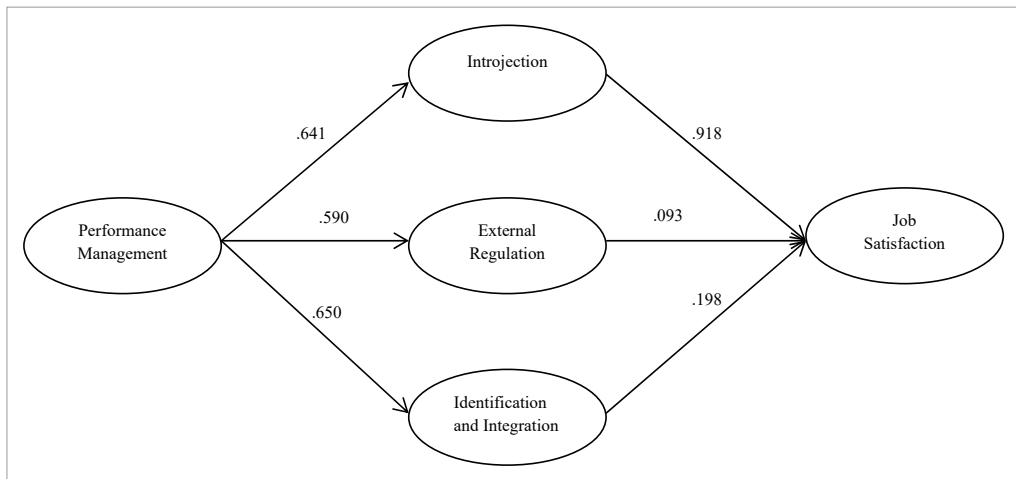 Introjection
.641
.918
Performance
Management
.590
External
Regulation
.093
Job
Satisfaction
.650
.198
Identification
and Integration